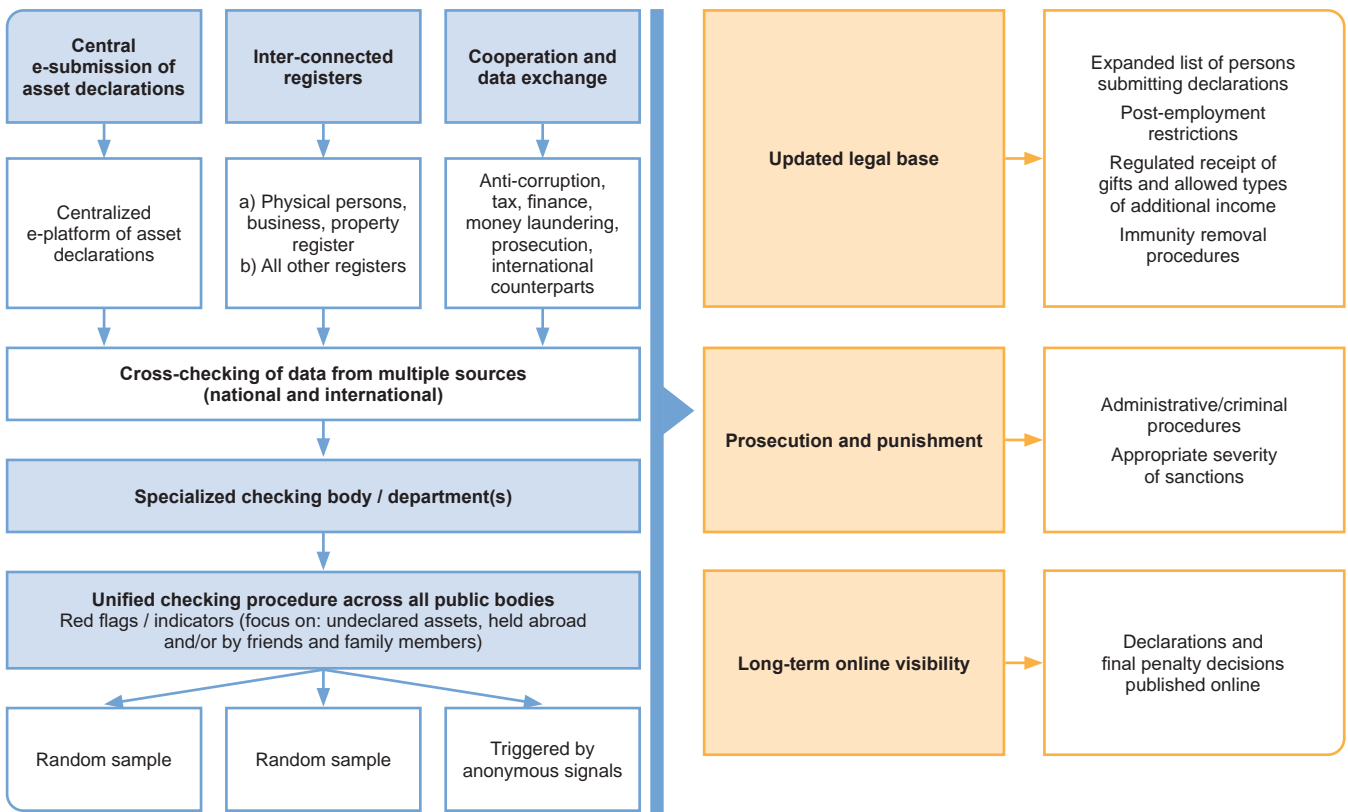 Central
e-submission of
asset declarations
Inter-connected
registers
Cooperation and
data exchange
Centralized
e-platform of asset
declarations
a) Physical persons,
business, property
register
b) All other registers
Anti-corruption,
tax, finance,
money laundering,
prosecution,
international
counterparts
Cross-checking of data from multiple sources
(national and international)
Specialized checking body / department(s)
Unified checking procedure across all public bodies
Red flags / indicators (focus on: undeclared assets, held abroad
and/or by friends and family members)
Random sample
Random sample
Triggered by
anonymous signals
Updated legal base
Expanded list of persons
submitting declarations
Post-employment
restrictions
Regulated receipt of
gifts and allowed types
of additional income
Immunity removal
procedures
Prosecution and punishment
Administrative/criminal
procedures
Appropriate severity
of sanctions
Long-term online visibility
Declarations and
final penalty decisions
published online